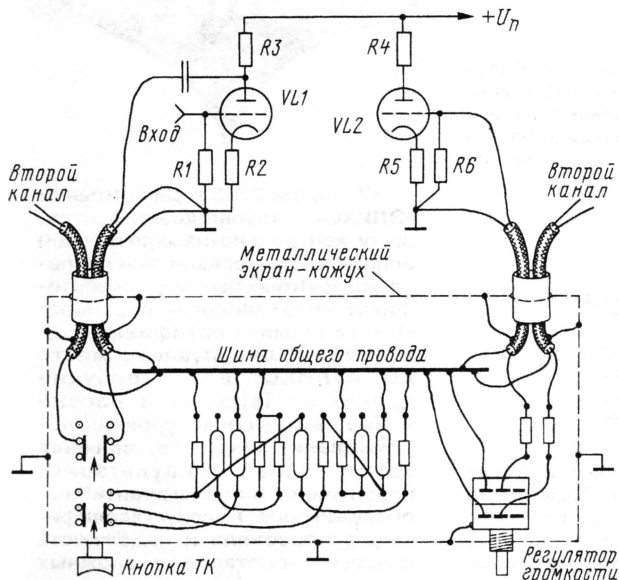 +Uп
R3
R4
VL1
VL2
Вход
R1
R2
R5
R6
Второй
канал
Второй
канал
Металлический
экран-кожух
Шина общего провода
Кнопка ТК
Регулятор
громкости